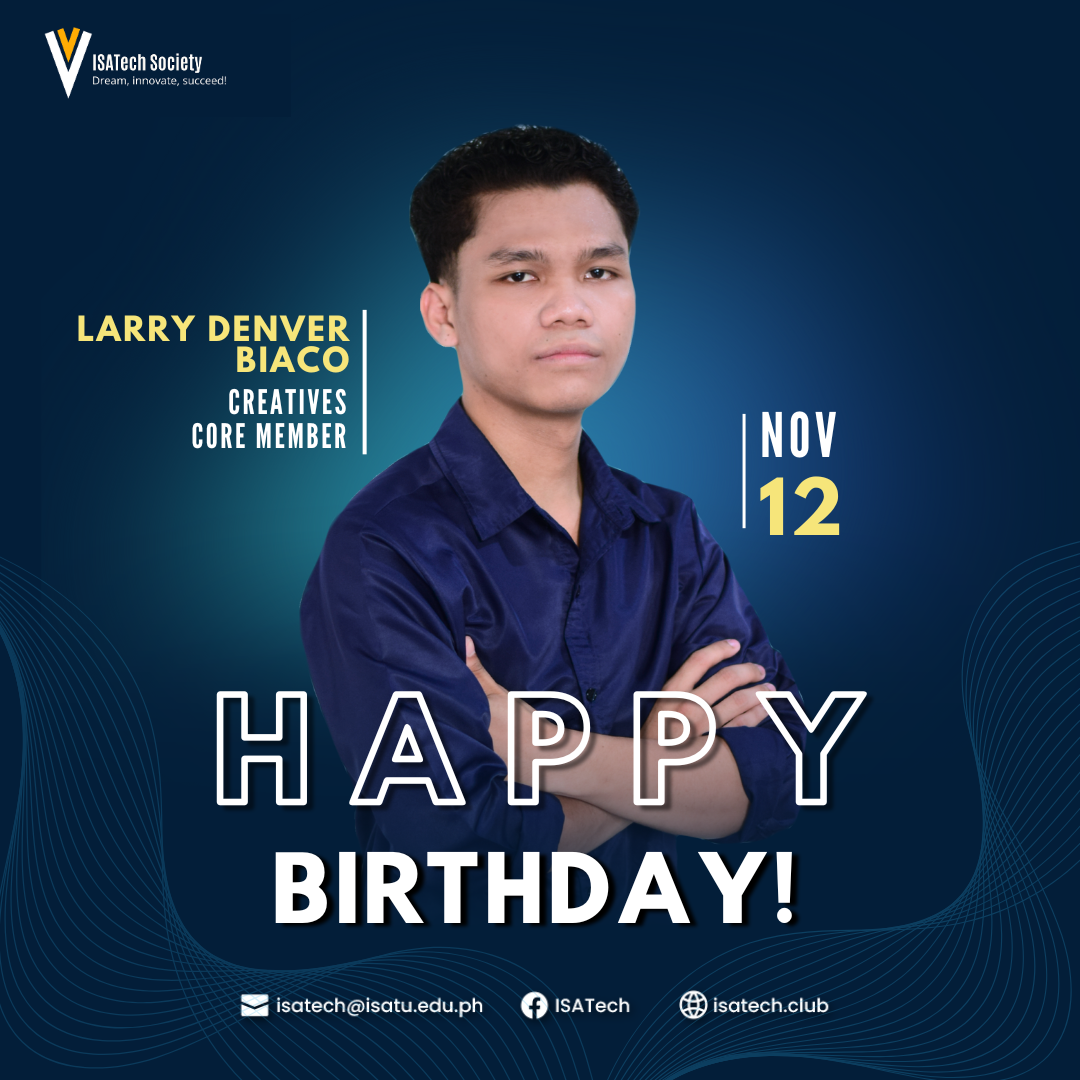 ISATech Society
Dream, innovate, succeed!
LARRY DENVER
BIACO
CREATIVES
CORE MEMBER
NOV
12
HAPPY
BIRTHDAY!
isatech@isatu.edu.ph
ISATech
isatech.club